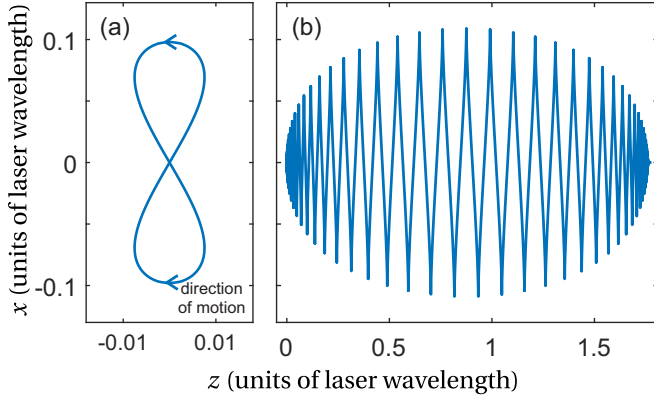 (a)
(b)
0.1
0
-0.1
x (units of laser wavelength)
direction
of motion
-0.01
0.01
0
0.5
1
1.5
z (units of laser wavelength)